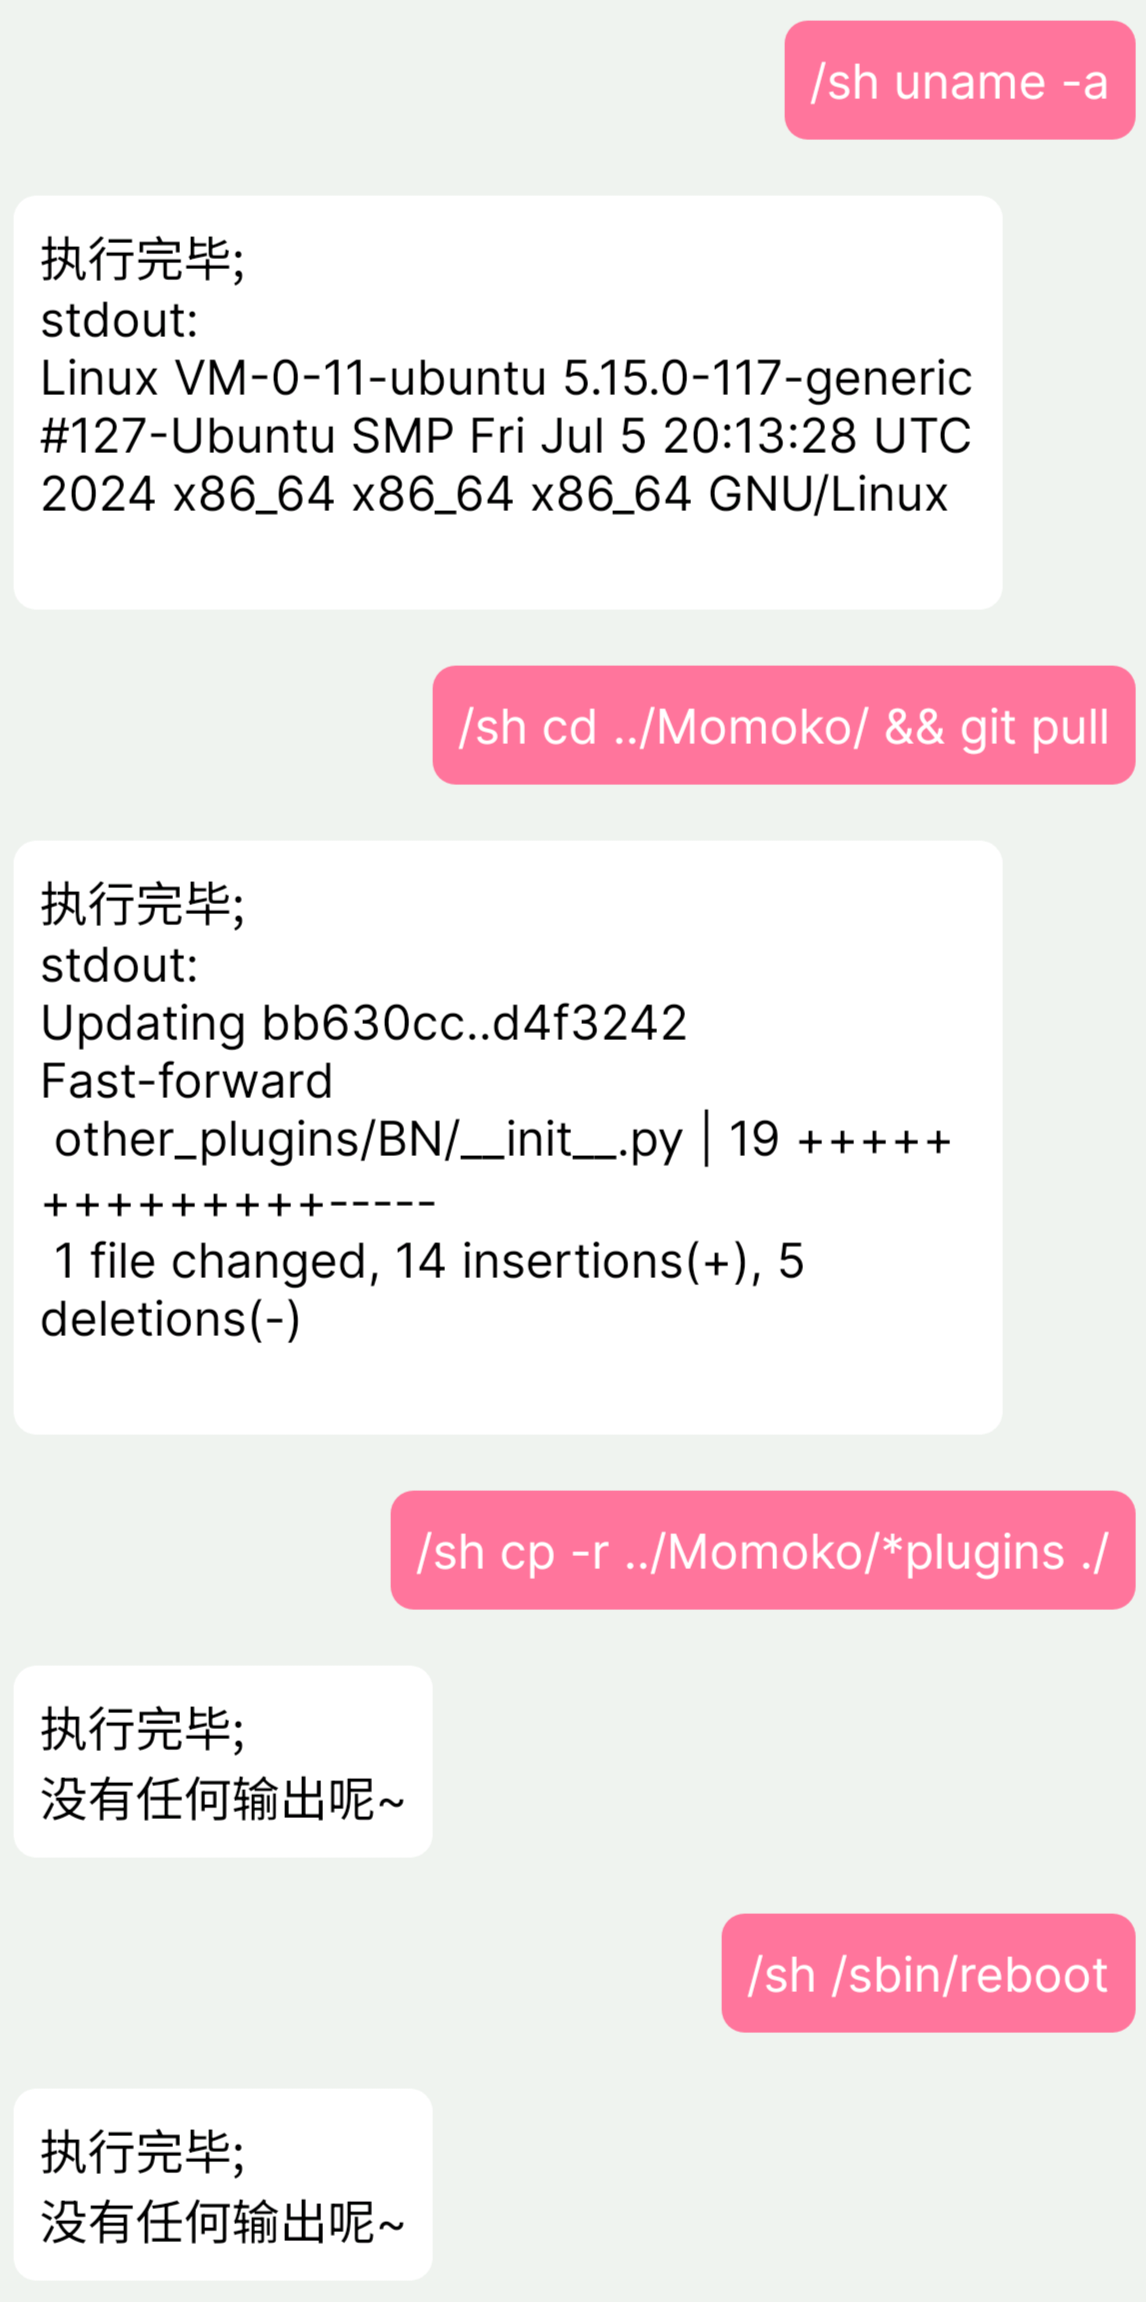 /sh uname -a
执行完毕;
stdout:
Linux VM-0-11-ubuntu 5.15.0-117-generic
#127-Ubuntu SMP Fri Jul 5 20:13:28 UTC
2024 x86_64 x86_64 x86_64 GNU/Linux
/sh cd ../Momoko/ && git pull
执行完毕;
stdout:
Updating bb630cc..d4f3242
Fast-forward
 other_plugins/BN/__init__.py | 19 +++++
+++++++++-----
 1 file changed, 14 insertions(+), 5
deletions(-)
/sh cp -r ../Momoko/*plugins ./
执行完毕;
没有任何输出呢~
/sh /sbin/reboot
执行完毕;
没有任何输出呢~